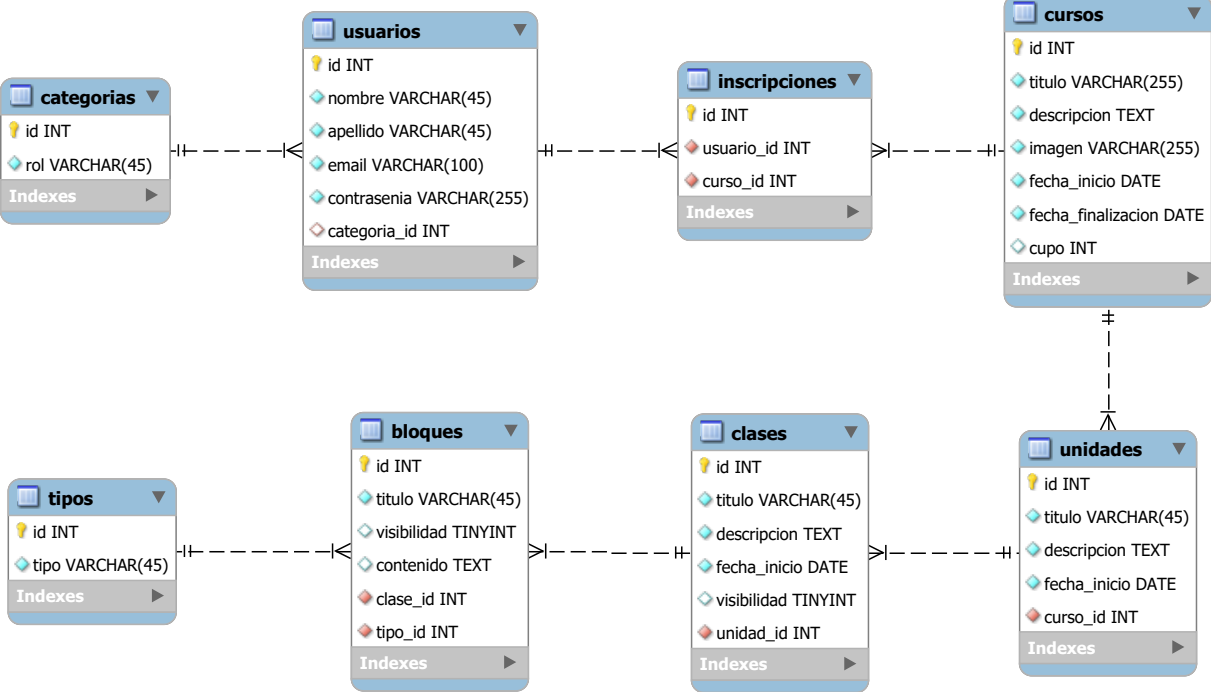 categorias
id INT
rol VARCHAR(45)
Indexes
usuarios
id INT
nombre VARCHAR(45)
apellido VARCHAR(45)
email VARCHAR(100)
contrasenia VARCHAR(255)
categoria_id INT
Indexes
inscripciones
id INT
usuario_id INT
curso_id INT
Indexes
cursos
id INT
titulo VARCHAR(255)
descripcion TEXT
imagen VARCHAR(255)
fecha_inicio DATE
fecha_finalizacion DATE
cupo INT
Indexes
tipos
id INT
tipo VARCHAR(45)
Indexes
bloques
id INT
titulo VARCHAR(45)
visibilidad TINYINT
contenido TEXT
clase_id INT
tipo_id INT
Indexes
clases
id INT
titulo VARCHAR(45)
descripcion TEXT
fecha_inicio DATE
visibilidad TINYINT
unidad_id INT
Indexes
unidades
id INT
titulo VARCHAR(45)
descripcion TEXT
fecha_inicio DATE
curso_id INT
Indexes